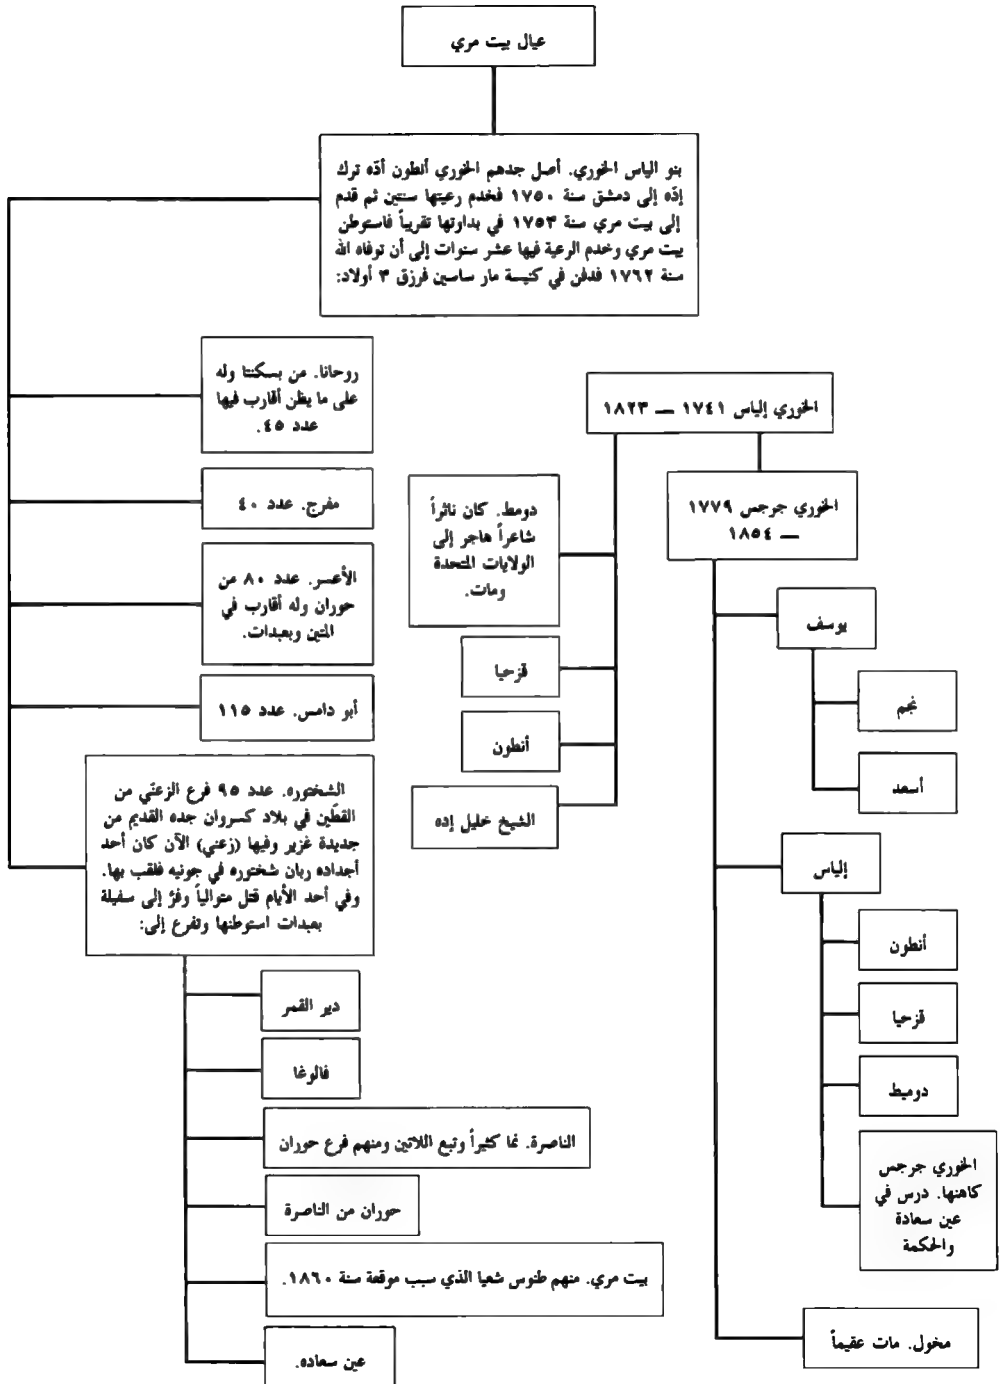 عيال بيت مري
بنو الياس الخوري. أصل جدهم الخوري أنطون أدّه ترك
إدّه إلى دمشق سنة ١٧٥٠ فخدم رعيتها سنتين ثم قدم
إلى بيت مري سنة ١٧٥٣ في بداوتها تقريباً فاستوطن
بيت مري وخدم الرعية فيها عشر سنوات إلى أن توفاه الله
سنة ١٧٦٢ فدفن في كنيسة مار ساسين فرزق ٣ أولاد:
الخوري إلياس ١٧٤١ — ١٨٢٣
الخوري جرجس ١٧٧٩
— ١٨٥٤
يوسف
نجم
أسعد
إلياس
أنطون
قزحيا
دوميط
الخوري جرجس
كاهنها. درس في
عين سعادة
والحكمة
مخول. مات عقيماً
دومط. كان ناثراً
شاعراً هاجر إلى
الولايات المتحدة
ومات.
قزحيا
أنطون
الشيخ خليل إده
روحانا. من بسكنتا وله
على ما يظن أقارب فيها
عدد ٤٥.
مفرج. عدد ٤٠
الأعسر. عدد ٨٠ من
حوران وله أقارب في
المتين وبعبدات.
أبو دامس. عدد ١١٥
الشختوره. عدد ٩٥ فرع الزعنّي من
القطّين في بلاد كسروان جده القديم من
جديدة غزير وفيها (زعني) الآن كان أحد
أجداده ربان شختوره في جونيه فلقب بها.
وفي أحد الأيام قتل متوالياً وفرّ إلى سفيلة
بعبدات استوطنها وتفرع إلى:
دير القمر
فالوغا
الناصرة. نما كثيراً وتبع اللاتين ومنهم فرع حوران
حوران من الناصرة
بيت مري. منهم طنوس شعيا الذي سبب موقعة سنة ١٨٦٠.
عين سعاده.